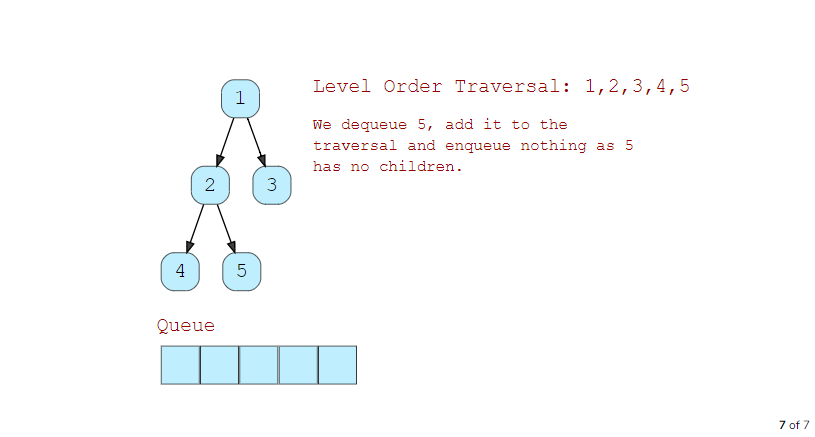 Level Order Traversal: 1,2,3,4,5
We dequeue 5, add it to the
traversal and enqueue nothing as 5
has no children.
1
2
3
4
5
Queue
7 of 7